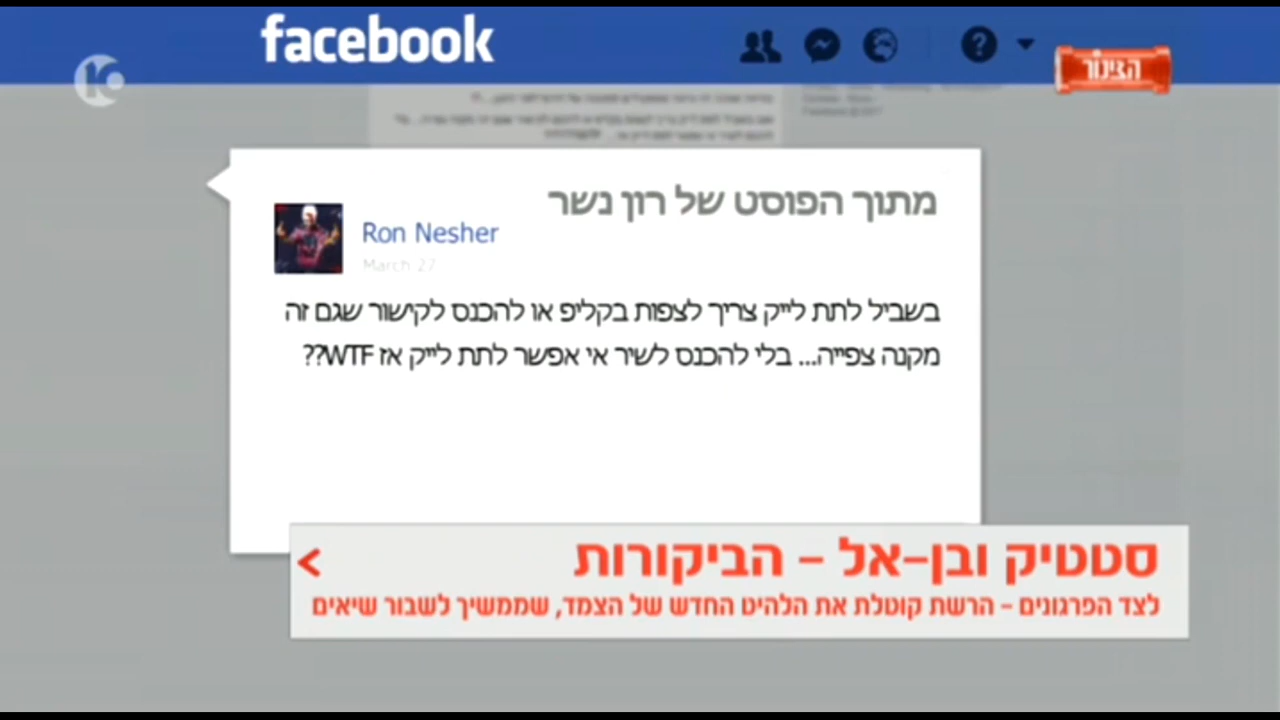 facebook
הצינור
10
מתוך הפוסט של רון נשר
Ron Nesher
March 27
בשביל לתת לייק צריך לצפות בקליפ או להכנס לקישור שגם זה
מקנה צפייה... בלי להכנס לשיר אי אפשר לתת לייק אז WTF??
סטטיק ובן-אל - הביקורות
לצד הפרגונים - הרשת קוטלת את הלהיט החדש של הצמד, שממשיך לשבור שיאים